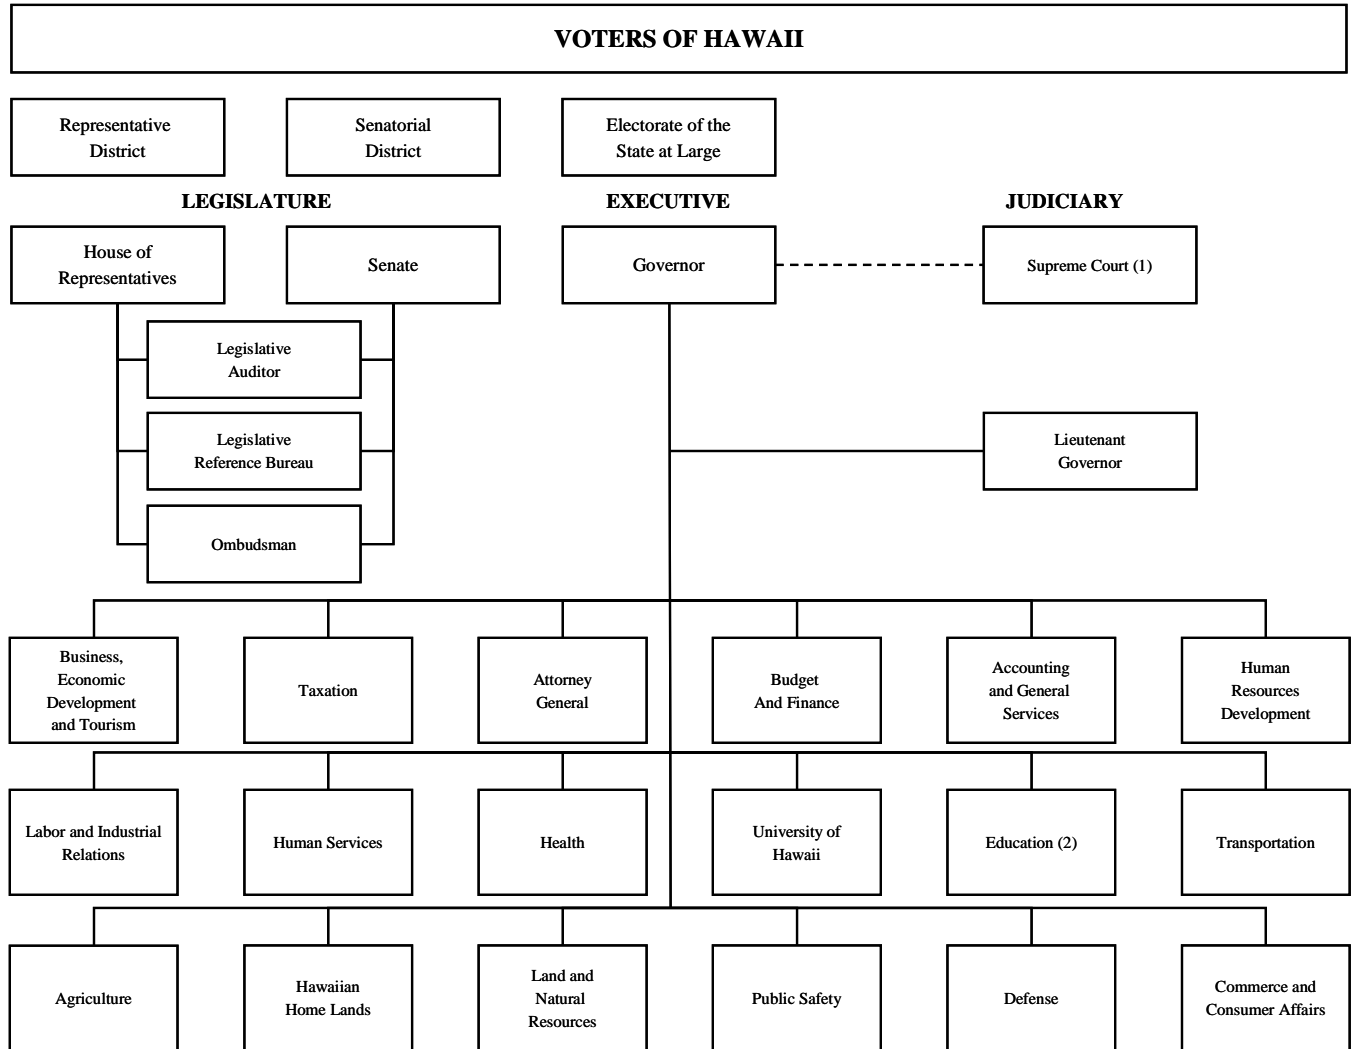 VOTERS OF HAWAII
Representative
District
Senatorial
District
Electorate of the
State at Large
LEGISLATURE
EXECUTIVE
JUDICIARY
House of
Representatives
Senate
Governor
Supreme Court (1)
Legislative
Auditor
Legislative
Reference Bureau
Lieutenant
Governor
Ombudsman
Business,
Economic
Development
and Tourism
Taxation
Attorney
General
Budget
And Finance
Accounting
and General
Services
Human
Resources
Development
Labor and Industrial
Relations
Human Services
Health
University of
Hawaii
Education (2)
Transportation
Agriculture
Hawaiian
Home Lands
Land and
Natural
Resources
Public Safety
Defense
Commerce and
Consumer Affairs